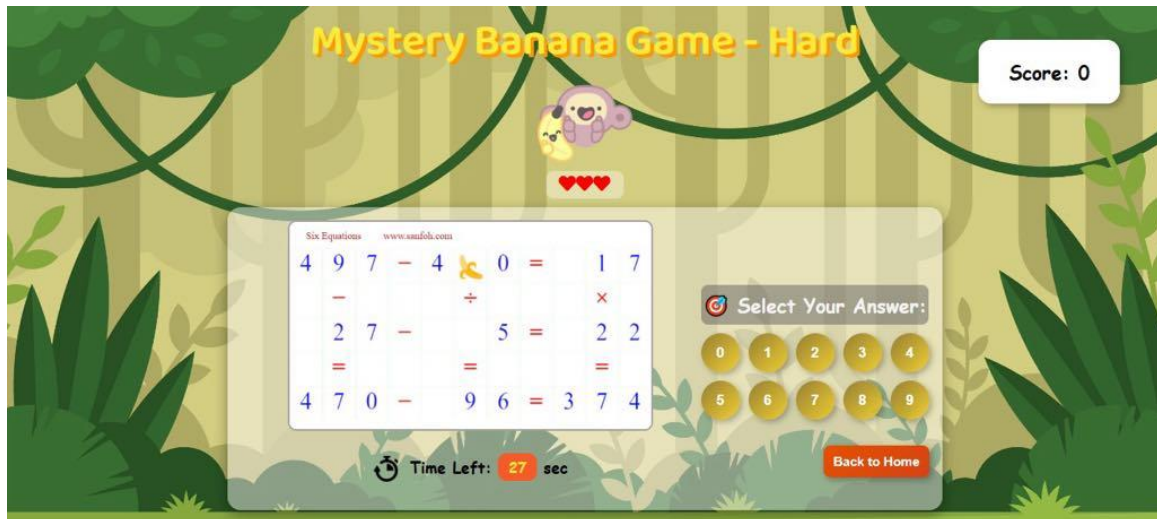 Mystery Banana Game - Hard
Score: 0
Six Equations www.sanfoh.com
4 9 7 − 4 0 = 1 7
− ÷ ×
2 7 − 5 = 2 2
= = =
4 7 0 − 9 6 = 3 7 4
Select Your Answer:
0 1 2 3 4
5 6 7 8 9
Time Left: 27 sec
Back to Home